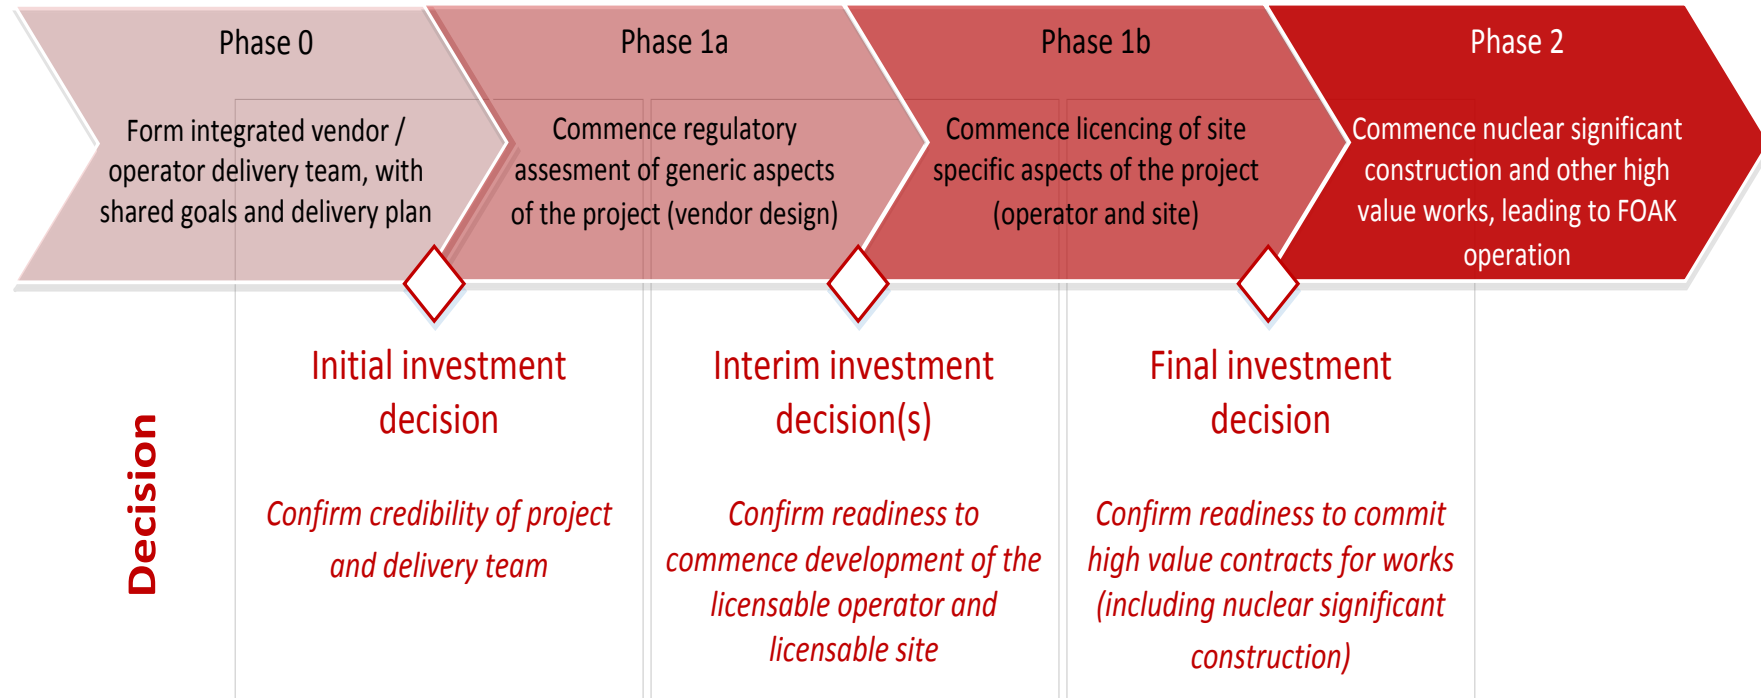 Phase 0
Form integrated vendor /
operator delivery team, with
shared goals and delivery plan
Phase 1a
Commence regulatory
assesment of generic aspects
of the project (vendor design)
Phase 1b
Commence licencing of site
specific aspects of the project
(operator and site)
Phase 2
Commence nuclear significant
construction and other high
value works, leading to FOAK
operation
Decision
Initial investment
decision
Confirm credibility of project
and delivery team
Interim investment
decision(s)
Confirm readiness to
commence development of the
licensable operator and
licensable site
Final investment
decision
Confirm readiness to commit
high value contracts for works
(including nuclear significant
construction)